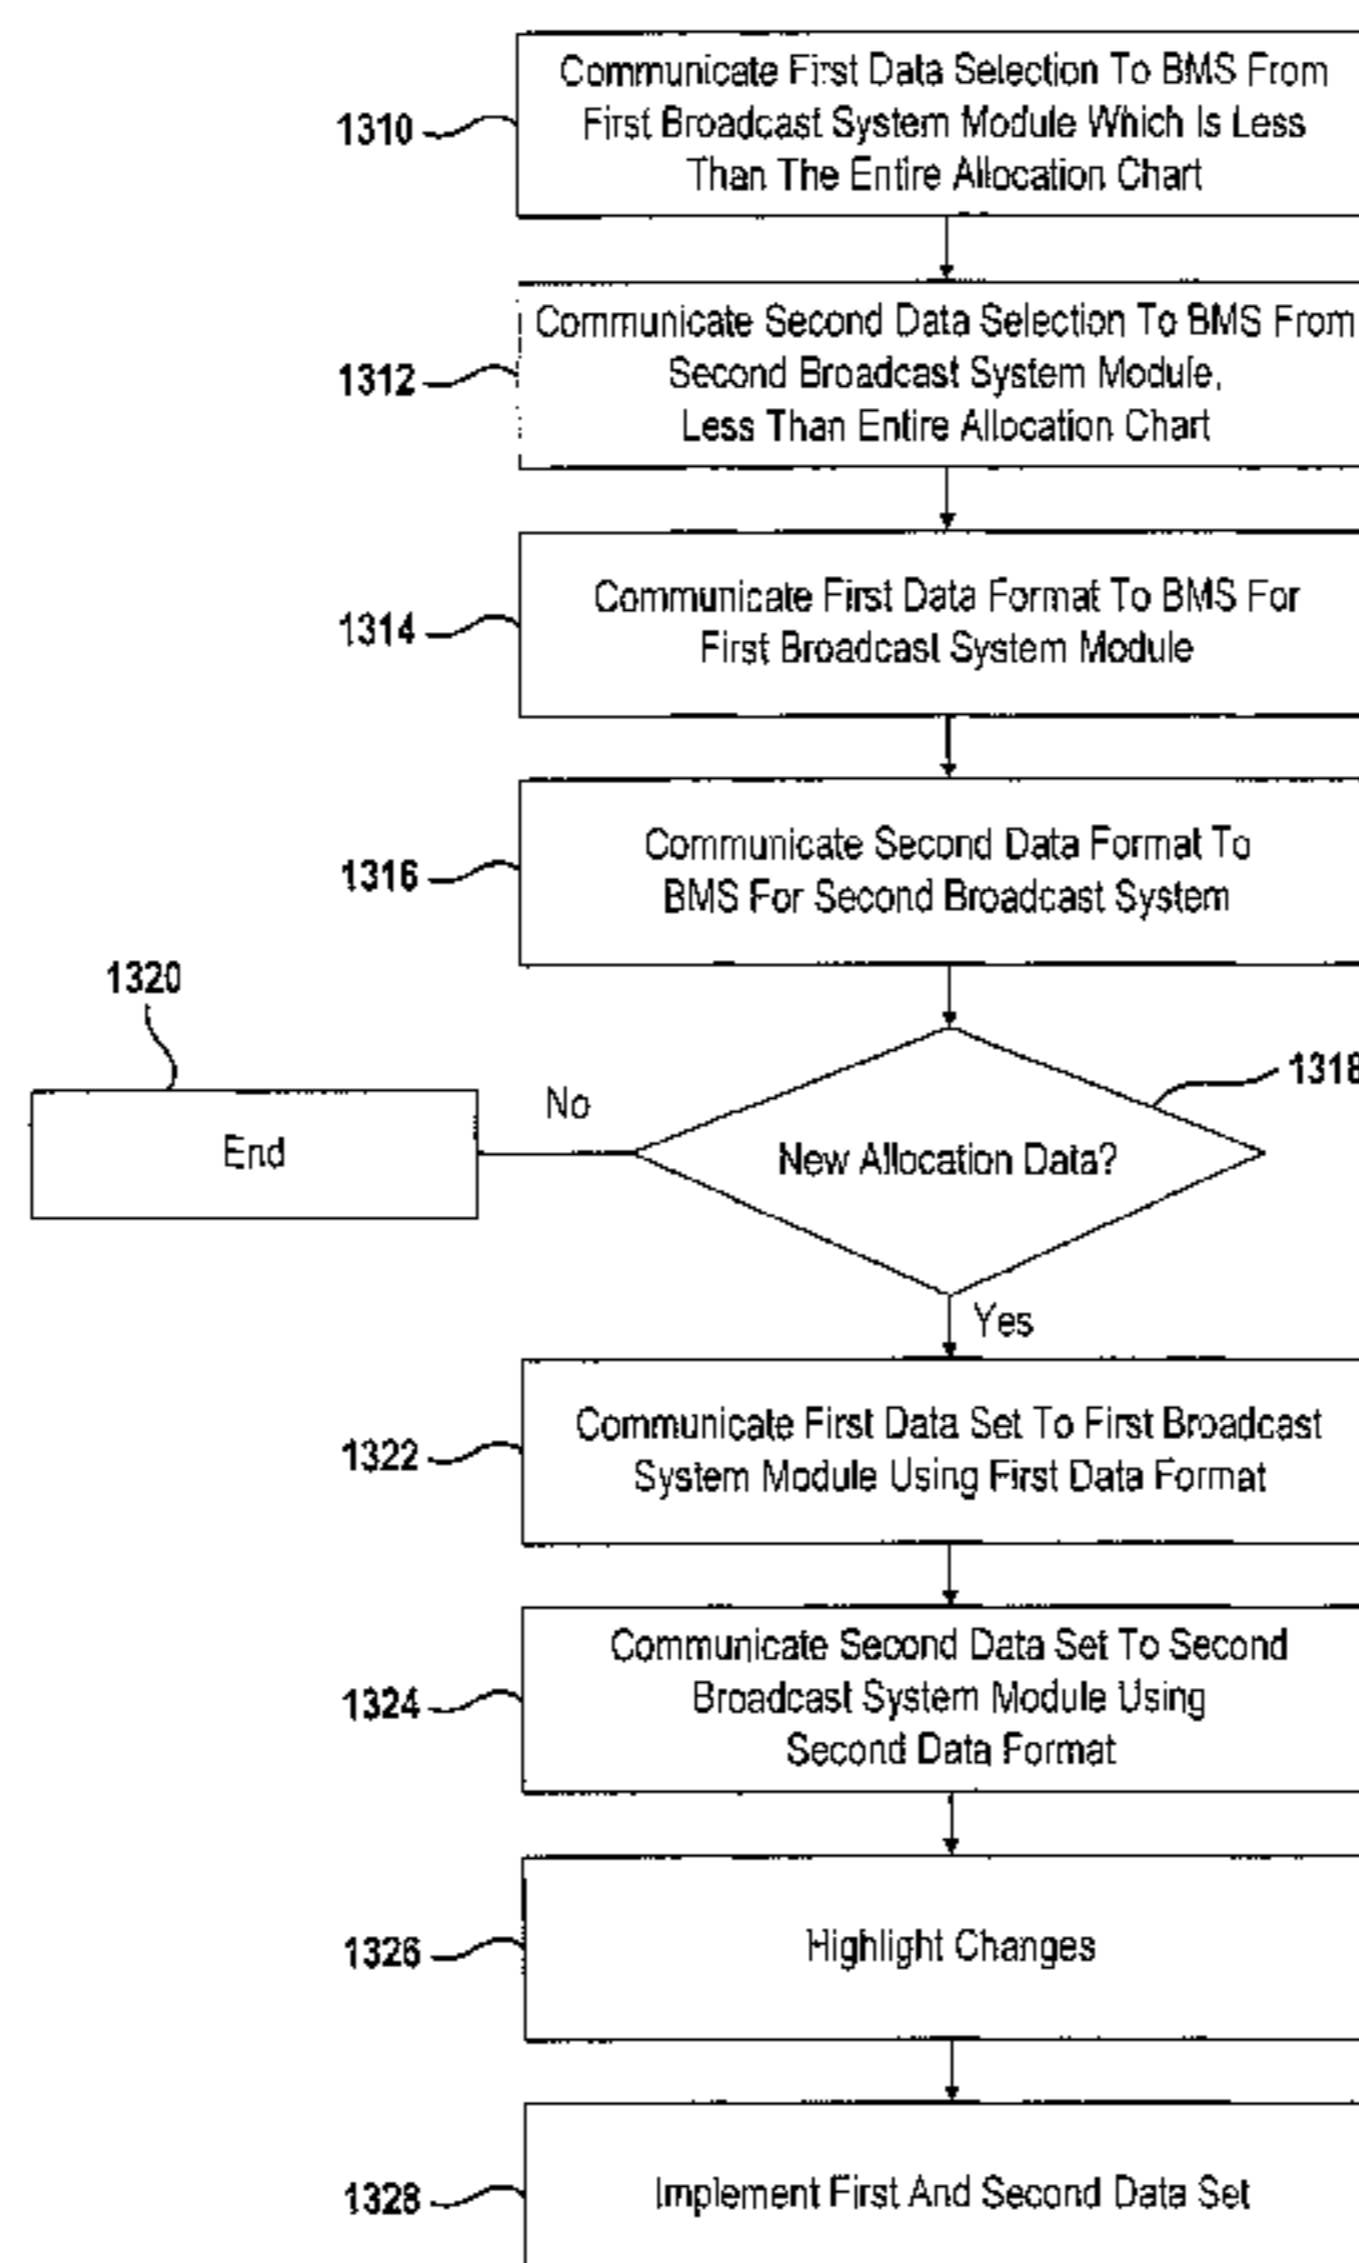 1310
Communicate First Data Selection To BMS From
First Broadcast System Module Which Is Less
Than The Entire Allocation Chart
1312
Communicate Second Data Selection To BMS From
Second Broadcast System Module,
Less Than Entire Allocation Chart
1314
Communicate First Data Format To BMS For
First Broadcast System Module
1316
Communicate Second Data Format To
BMS For Second Broadcast System
1320
1318
End
No
New Allocation Data?
Yes
1322
Communicate First Data Set To First Broadcast
System Module Using First Data Format
1324
Communicate Second Data Set To Second
Broadcast System Module Using
Second Data Format
1326
Highlight Changes
1328
Implement First And Second Data Set